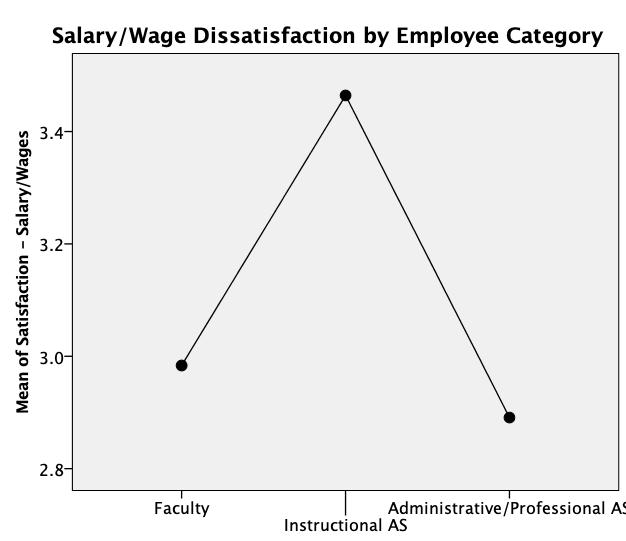 Salary/Wage Dissatisfaction by Employee Category
Mean of Satisfaction - Salary/Wages
3.4
3.2
3.0
2.8
Faculty
Instructional AS
Administrative/Professional AS